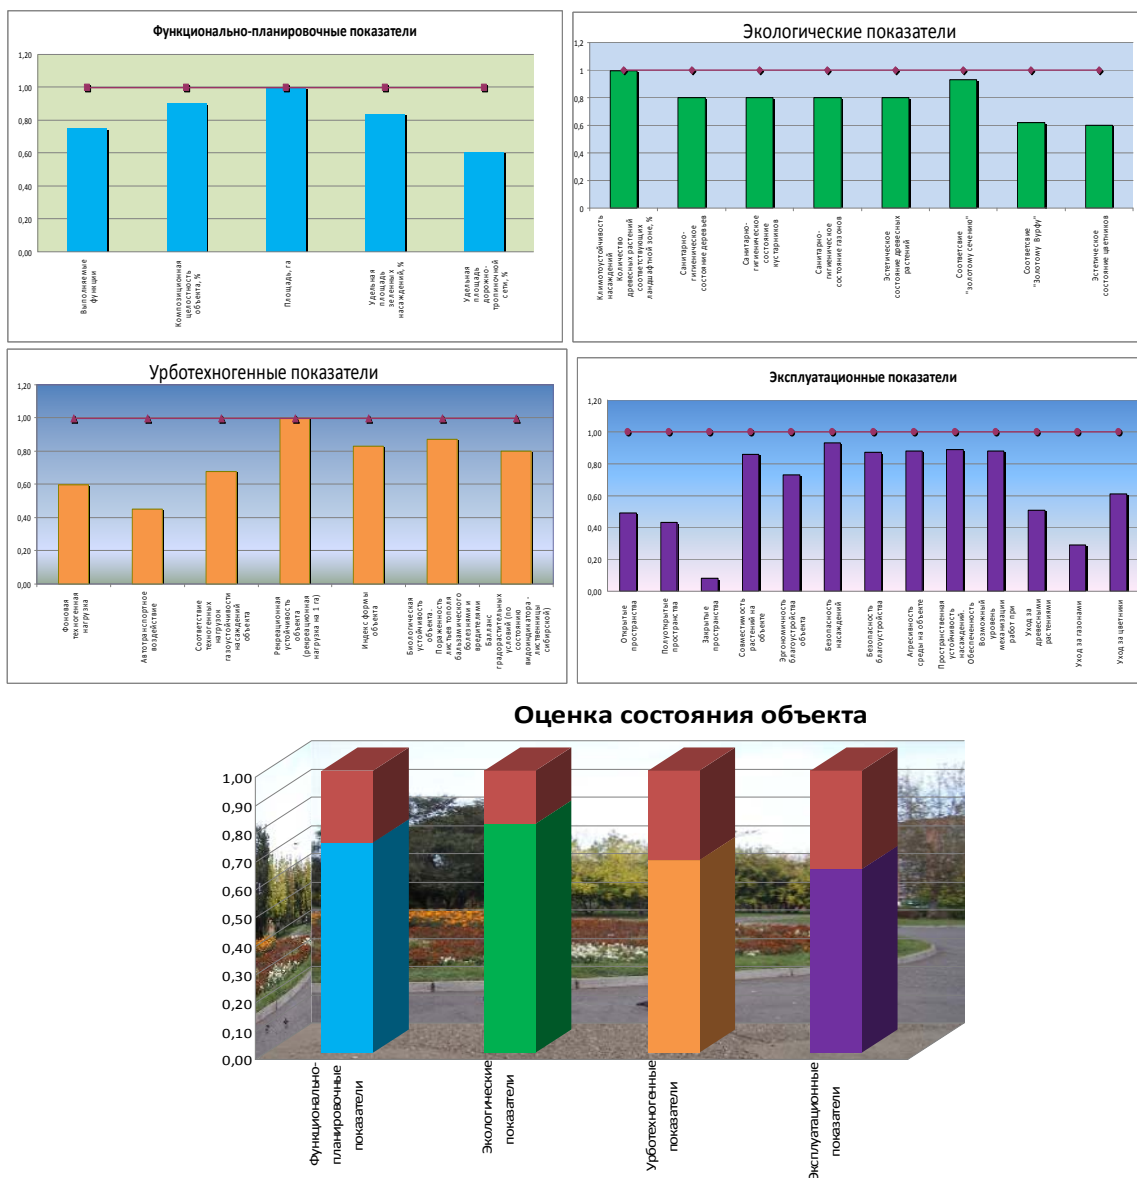 Функционально-планировочные показатели
1,20
1,00
0,80
0,60
0,40
0,20
0,00
Выполняемые
функции
Композиционная
целостность
объекта, %
Площадь, га
Удельная
площадь
зеленных
насаждений, %
Удельная
площадь
дорожно-
тропиночной
сети, %
Экологические показатели
1,2
1
0,8
0,6
0,4
0,2
0
Климотоустойчивость
насаждений
Количество
древесных растений
соответствующих
ландшафтной зоне, %
Санитарно-
гигиеническое
состояние деревьев
Санитарно-
гигиеническое
состояние
кустарников
Санитарно-
гигиеническое
состояние газонов
Эстетическое
состояние древесных
растений
Соответсвие
"золотому сечению"
Соответсвие
"Золотому Вурфу"
Эстетическое
состояние цветников
Урботехногенные показатели
1,20
1,00
0,80
0,60
0,40
0,20
0,00
Фоновая
техногенная
нагрузка
Автотранспортное
воздействие
Соответствие
техногенных
нагрузок
газоустойчивости
насаждений
объекта
Рекреационная
устойчивость
объекта
(рекреационная
нагрузка на 1 га)
Индекс формы
объекта
Биологическая
устойчивость
объекта.
Пораженность
листьев тополя
бальзамического
болезнями и
вредителями
Балланс
градорастительных
условий (по
состоянию
видоиндикатора -
лиственницы
сибирской)
Эксплуатационные показатели
1,20
1,00
0,80
0,60
0,40
0,20
0,00
Открытые
пространства
Полуоткрытые
пространства
Закрытые
пространства
Совместимость
растений на
объекте
Эргономичность
благоустройства
объекта
Безопасность
насаждений
Безопасность
благоустройства
Агресивность
среды на объекте
Пространственная
устойчивость
насаждений.
Обеспеченность
Возможный
уровень
механизации
работ при
Уход за
древесными
растениями
Уход за газонами
Уход за цветники
Оценка состояния объекта
1,00
0,90
0,80
0,70
0,60
0,50
0,40
0,30
0,20
0,10
0,00
Функционально-
планировочные
показатели
Экологические
показатели
Урботехногенные
показатели
Эксплуатационные
показатели